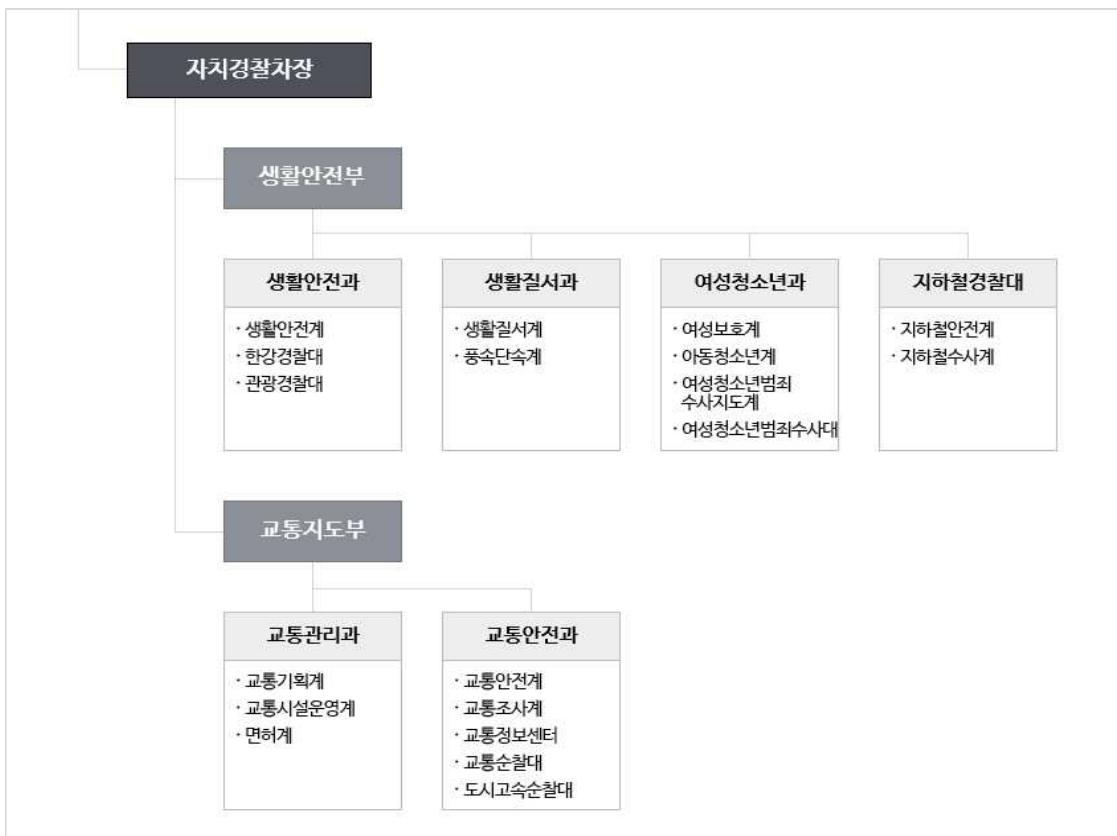 자치경찰차장
생활안전부
생활안전과
· 생활안전계
· 한강경찰대
· 관광경찰대
생활질서과
· 생활질서계
· 풍속단속계
여성청소년과
· 여성보호계
· 아동청소년계
· 여성청소년범죄
수사지도계
· 여성청소년범죄수사대
지하철경찰대
· 지하철안전계
· 지하철수사계
교통지도부
교통관리과
· 교통기획계
· 교통시설운영계
· 면허계
교통안전과
· 교통안전계
· 교통조사계
· 교통정보센터
· 교통순찰대
· 도시고속순찰대